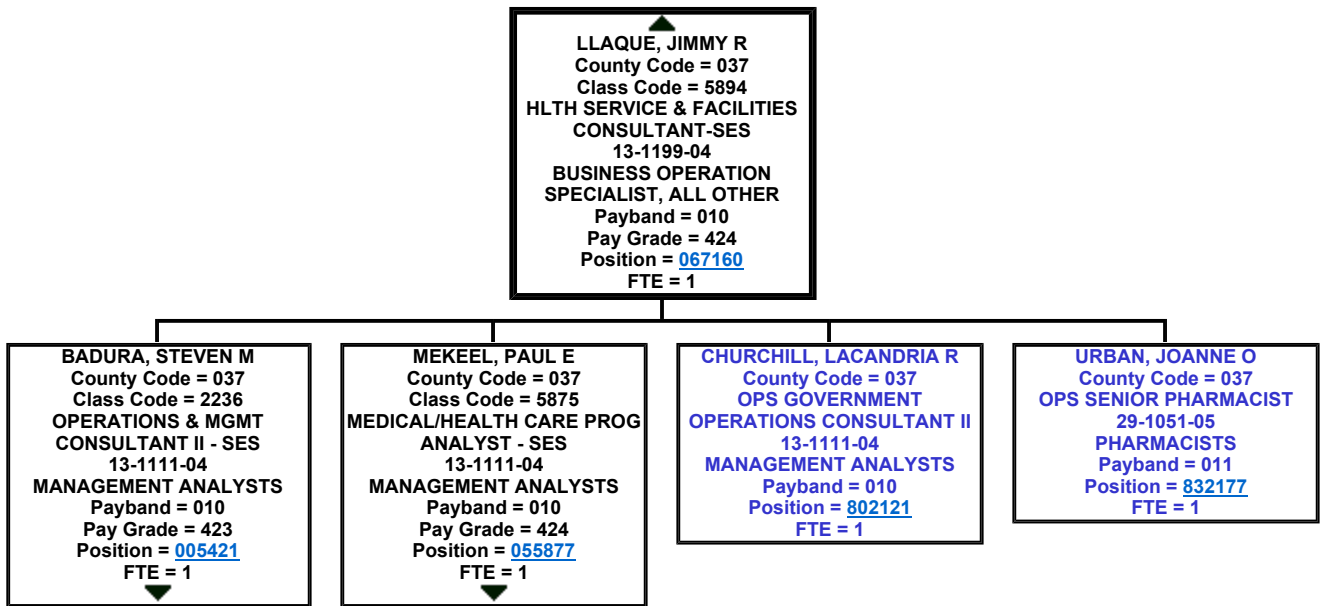 LLAQUE, JIMMY R
County Code = 037
Class Code = 5894
HLTH SERVICE & FACILITIES
CONSULTANT-SES
13-1199-04
BUSINESS OPERATION
SPECIALIST, ALL OTHER
Payband = 010
Pay Grade = 424
Position = 067160
FTE = 1
BADURA, STEVEN M
County Code = 037
Class Code = 2236
OPERATIONS & MGMT
CONSULTANT II - SES
13-1111-04
MANAGEMENT ANALYSTS
Payband = 010
Pay Grade = 423
Position = 005421
FTE = 1
MEKEEL, PAUL E
County Code = 037
Class Code = 5875
MEDICAL/HEALTH CARE PROG
ANALYST - SES
13-1111-04
MANAGEMENT ANALYSTS
Payband = 010
Pay Grade = 424
Position = 055877
FTE = 1
CHURCHILL, LACANDRIA R
County Code = 037
OPS GOVERNMENT
OPERATIONS CONSULTANT II
13-1111-04
MANAGEMENT ANALYSTS
Payband = 010
Position = 802121
FTE = 1
URBAN, JOANNE O
County Code = 037
OPS SENIOR PHARMACIST
29-1051-05
PHARMACISTS
Payband = 011
Position = 832177
FTE = 1